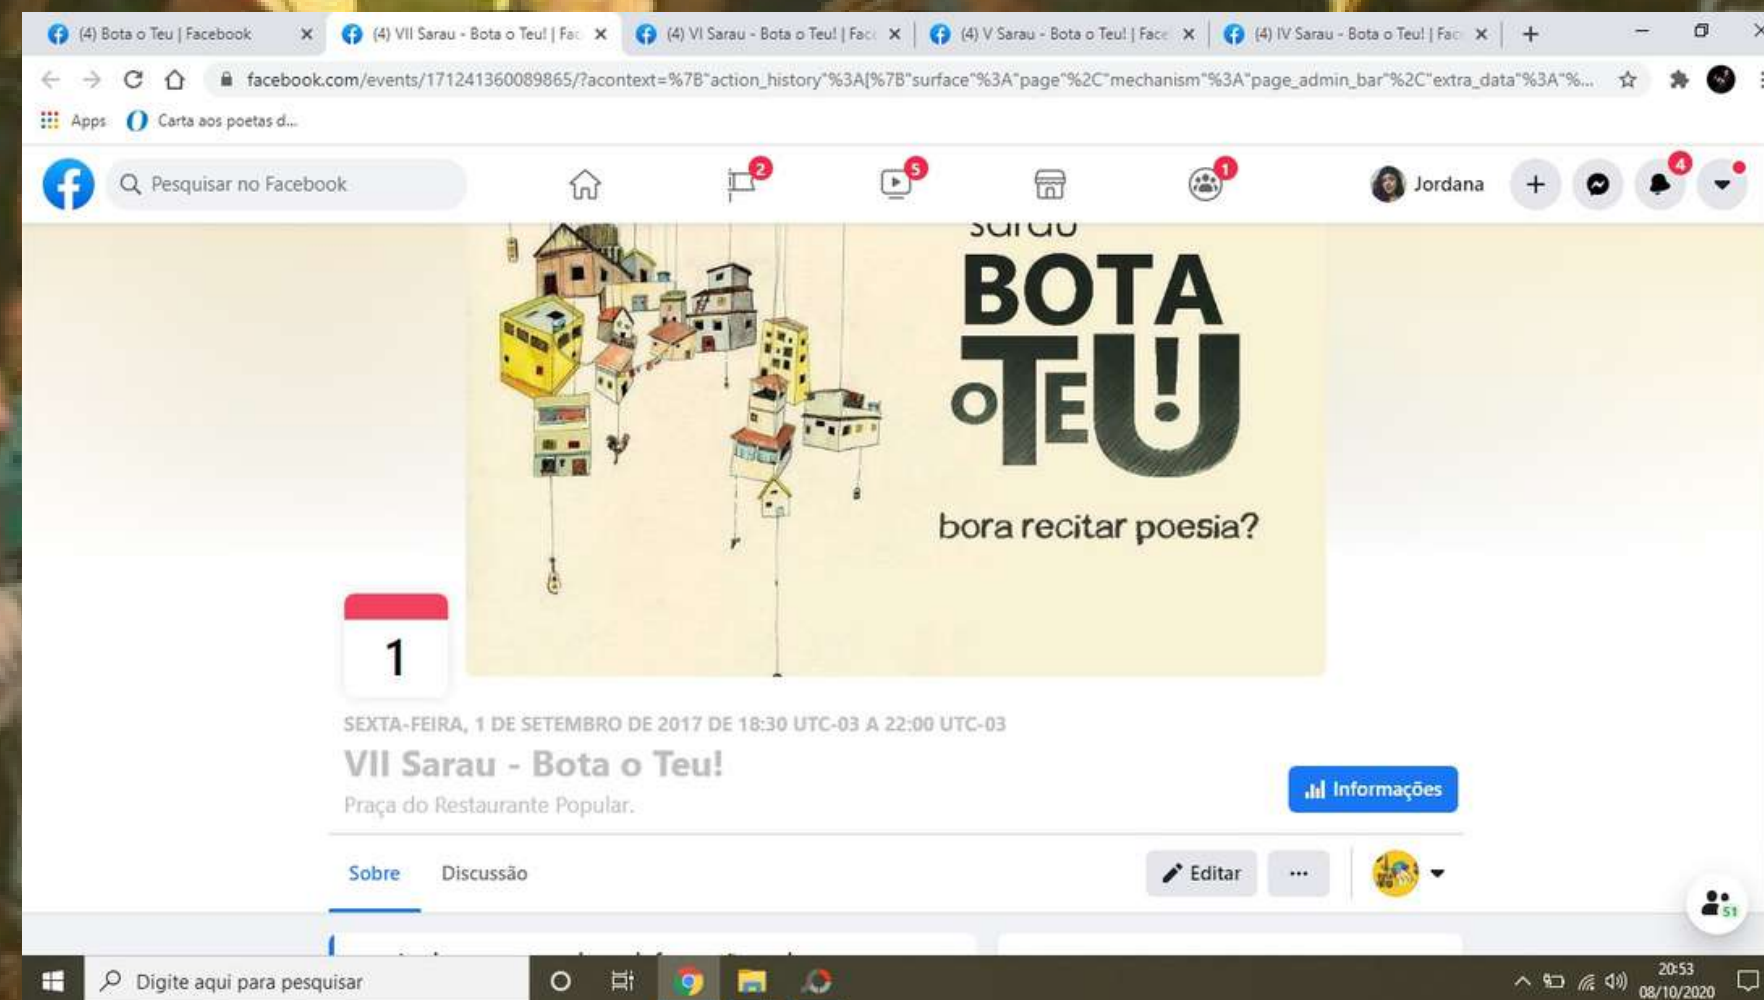 (4) Bota o Teu | Facebook
(4) VII Sarau - Bota o Teu! | Fac
(4) VI Sarau - Bota o Teu! | Face
(4) V Sarau - Bota o Teu! | Face
(4) IV Sarau - Bota o Teu! | Fac
facebook.com/events/171241360089865/?acontext=%7B"action_history"%3A[%7B"surface"%3A"page"%2C"mechanism"%3A"page_admin_bar"%2C"extra_data"%3A"%...
Apps
Carta aos poetas d...
Pesquisar no Facebook
2
5
1
Jordana
4
sarau
BOTA
O TEU!
bora recitar poesia?
1
SEXTA-FEIRA, 1 DE SETEMBRO DE 2017 DE 18:30 UTC-03 A 22:00 UTC-03
VII Sarau - Bota o Teu!
Praça do Restaurante Popular.
Informações
Sobre
Discussão
Editar
51
Digite aqui para pesquisar
20:53
08/10/2020